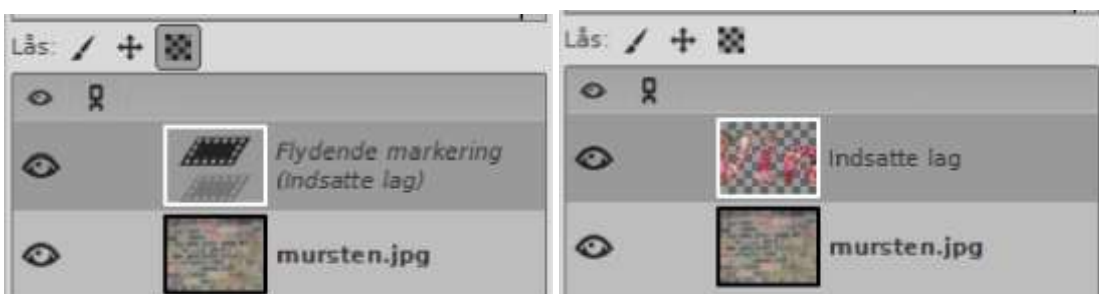 Lås:
Flydende markering
(Indsatte lag)
mursten.jpg
Lås:
Indsatte lag
mursten.jpg